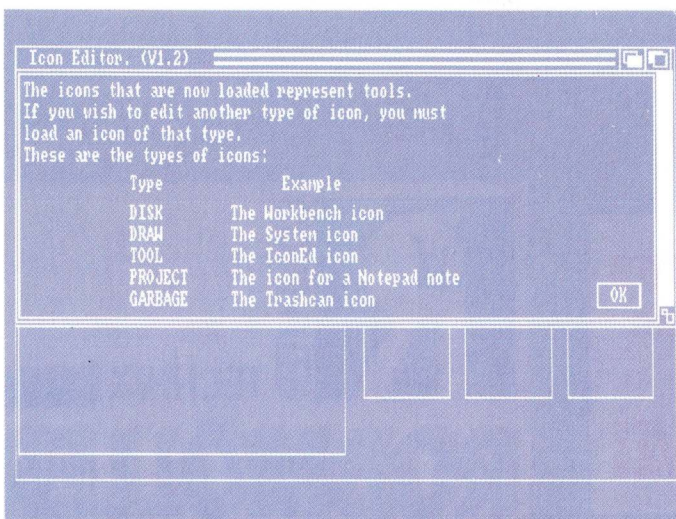 Icon Editor. (V1.2)
The icons that are now loaded represent tools.
If you wish to edit another type of icon, you must
load an icon of that type.
These are the types of icons:
Type Example
DISK The Workbench icon
DRAW The System icon
TOOL The IconEd icon
PROJECT The icon for a Notepad note
GARBAGE The Trashcan icon
OK